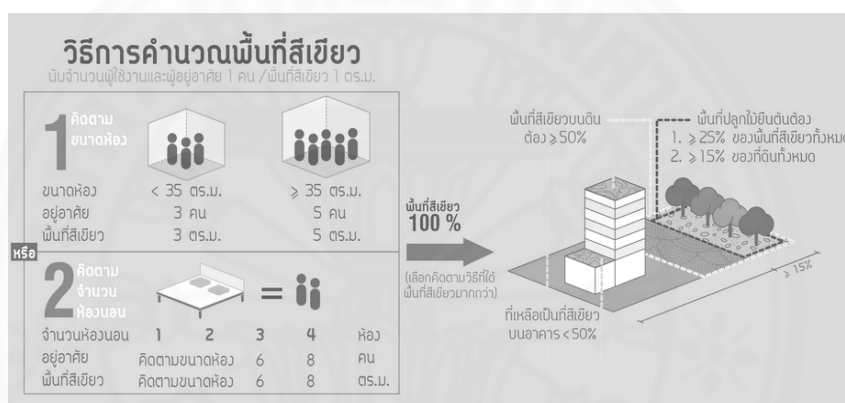 วิธีการคำนวณพื้นที่สีเขียว
นับจำนวนผู้ใช้งานและผู้อยู่อาศัย 1 คน /พื้นที่สีเขียว 1 ตร.ม.
1 คิดตาม
ขนาดห้อง
ขนาดห้อง < 35 ตร.ม. ⩾ 35 ตร.ม.
อยู่อาศัย 3 คน 5 คน
พื้นที่สีเขียว 3 ตร.ม. 5 ตร.ม.
หรือ
2 คิดตาม
จำนวน
ห้องนอน
=
จำนวนห้องนอน 1 2 3 4 ห้อง
อยู่อาศัย คิดตามขนาดห้อง 6 8 คน
พื้นที่สีเขียว คิดตามขนาดห้อง 6 8 ตร.ม.
พื้นที่สีเขียว
100 %
(เลือกคิดตามวิธีที่ได้
พื้นที่สีเขียวมากกว่า)
พื้นที่สีเขียวบนดิน
ต้อง ⩾ 50%
พื้นที่ปลูกไม้ยืนต้นต้อง
1. ⩾ 25% ของพื้นที่สีเขียวทั้งหมด
2. ⩾ 15% ของที่ดินทั้งหมด
⩾ 15%
ที่เหลือเป็นที่สีเขียว
บนอาคาร < 50%